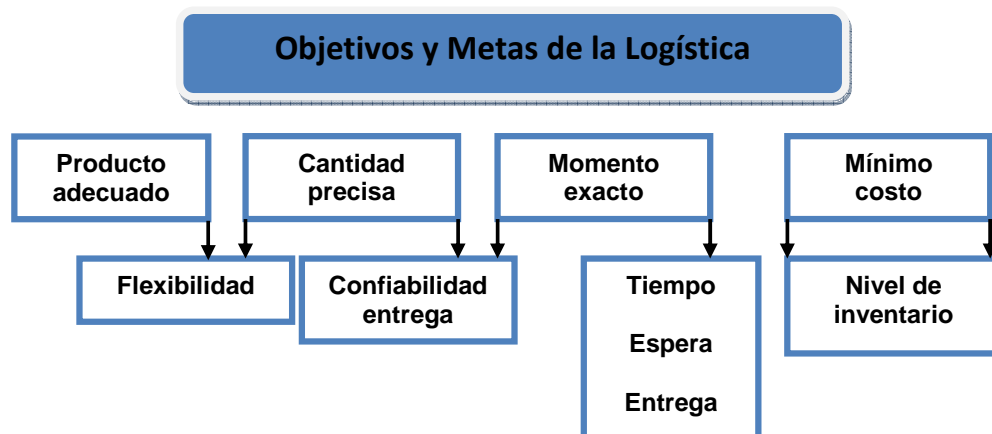 Objetivos y Metas de la Logística
Producto
adecuado
Cantidad
precisa
Momento
exacto
Mínimo
costo
Flexibilidad
Confiabilidad
entrega
Tiempo
Espera
Entrega
Nivel de
inventario